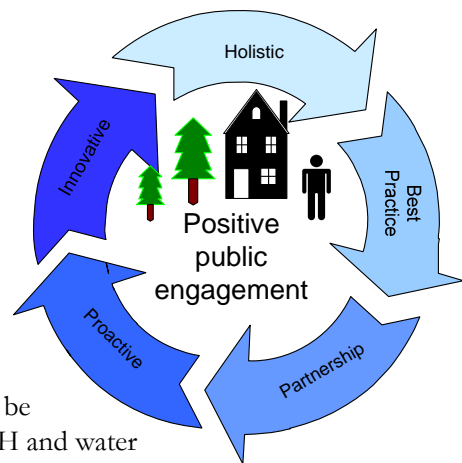 Holistic
Best
Practice
Partnership
Proactive
Innovative
Positive
public
engagement
be
H and water